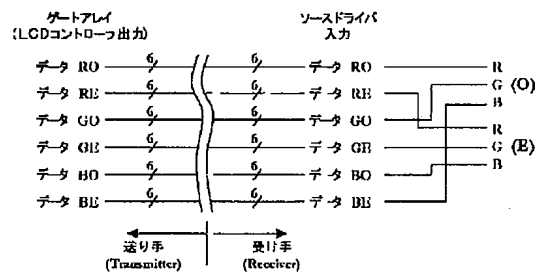 ゲートアレイ
(LCDコントローラ出力)
ソースドライバ
入力
データ RO 6 6 データ RO R
データ RE 6 6 データ RE G (O)
B
データ GO 6 6 データ GO R
データ GE 6 6 データ GE G (E)
データ BO 6 6 データ BO B
データ BE 6 6 データ BE
送り手 受け手
(Transmitter) (Receiver)